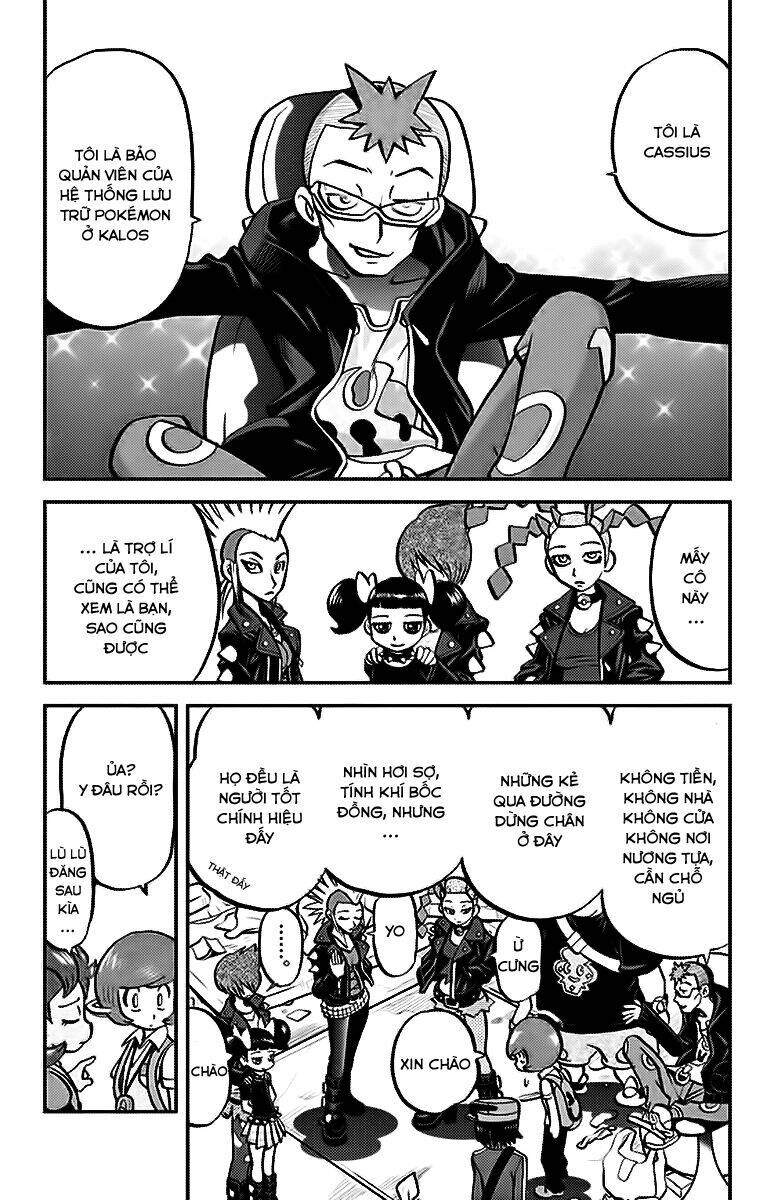 TÔI LÀ
CASSIUS
TÔI LÀ BẢO
QUẢN VIÊN CỦA
HỆ THỐNG LƯU
TRỮ POKÉMON
Ở KALOS
MẤY
CÔ NÀY
...
... LÀ TRỢ LÍ
CỦA TÔI,
CŨNG CÓ THỂ
XEM LÀ BẠN,
SAO CŨNG
ĐƯỢC
KHÔNG TIỀN,
KHÔNG NHÀ
KHÔNG CỬA
KHÔNG NƠI
NƯƠNG TỰA,
CẦN CHỖ
NGỦ
NHỮNG KẺ
QUA ĐƯỜNG
DỪNG CHÂN
Ở ĐÂY
NHÌN HƠI SỢ,
TÍNH KHÍ BỐC
ĐỒNG, NHƯNG
...
HỌ ĐỀU LÀ
NGƯỜI TỐT
CHÍNH HIỆU
ĐẤY
THẬT ĐẤY
Ừ
CƯNG
YO
......
XIN CHÀO
CHÀO
ỦA?
Y ĐÂU RỒI?
LÙ LÙ
ĐẰNG
SAU
KÌA
...